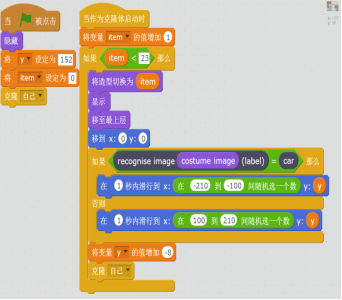 当 被点击
隐藏
将 y 设定为 152
将 item 设定为 0
克隆 自己
当作为克隆体启动时
将变量 item 的值增加 1
如果 item < 23 那么
将造型切换为 item
显示
移至最上层
移到 x: 0 y: 0
如果 recognise image costume image (label) = car 那么
在 1 秒内滑行到 x: 在 -210 到 -100 间随机选一个数 y: y
否则
在 1 秒内滑行到 x: 在 100 到 210 间随机选一个数 y: y
将变量 y 的值增加 -8
克隆 自己